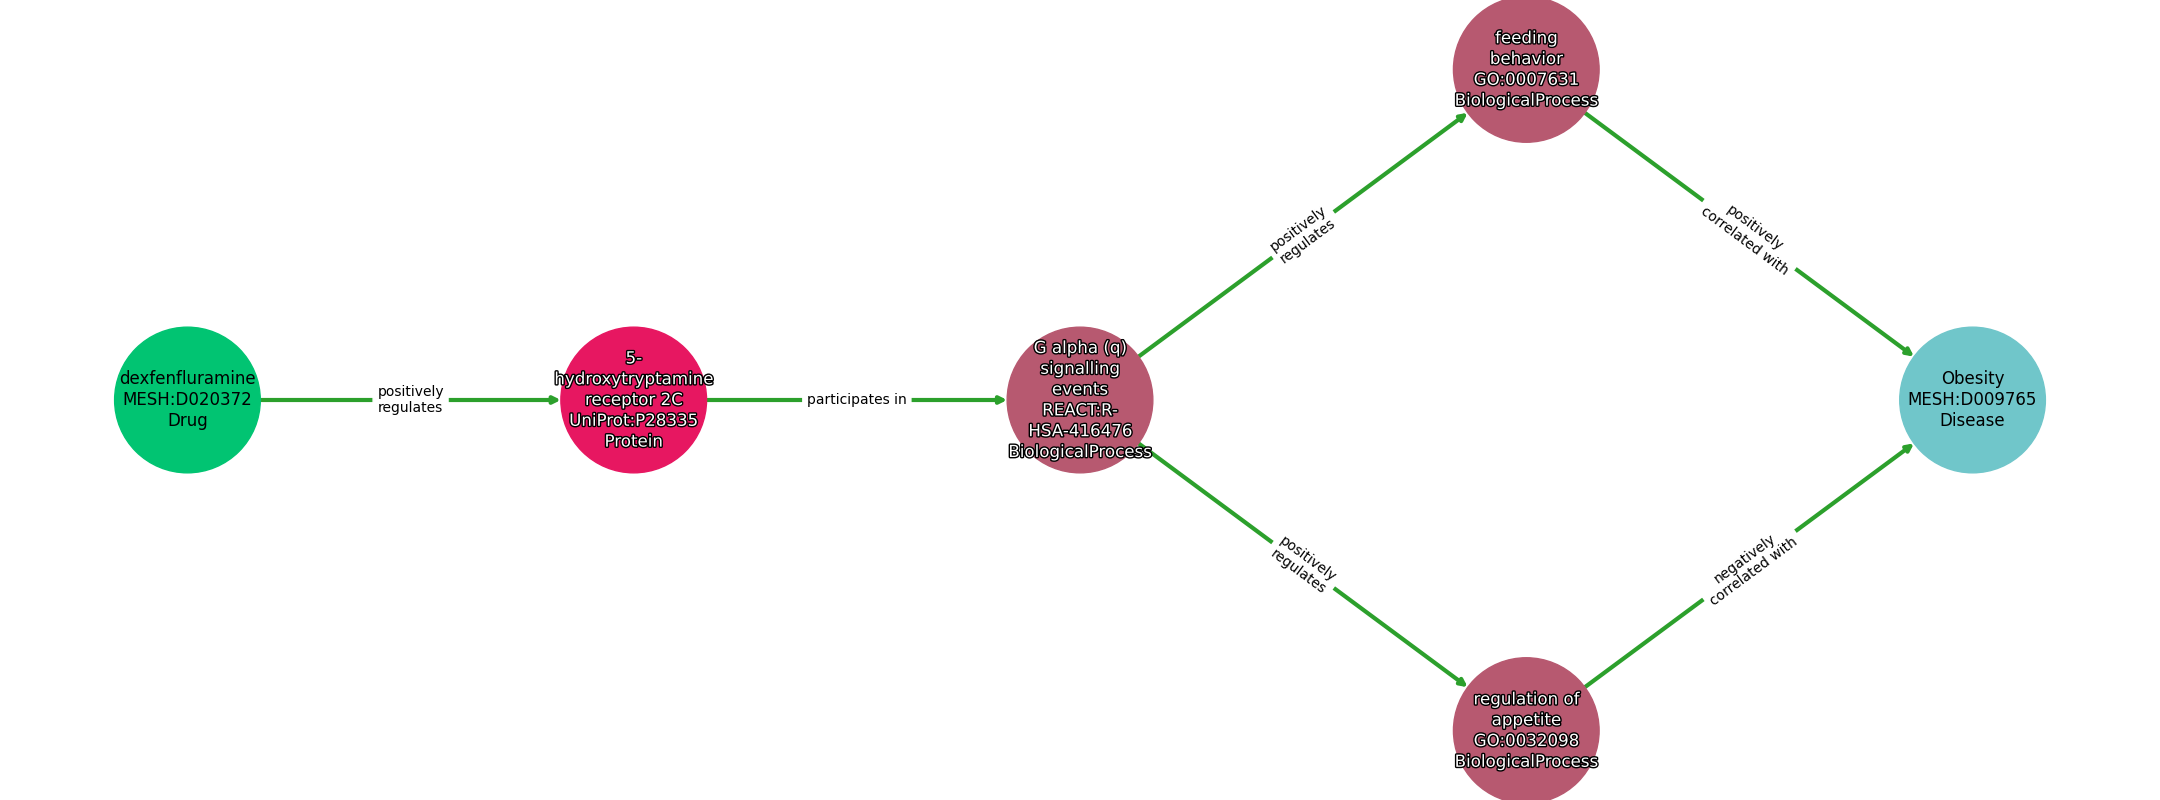 dexfenfluramine
MESH:D020372
Drug
positively
regulates
5-
hydroxytryptamine
receptor 2C
UniProt:P28335
Protein
participates in
G alpha (q)
signalling
events
REACT:R-
HSA-416476
BiologicalProcess
positively
regulates
feeding
behavior
GO:0007631
BiologicalProcess
positively
correlated with
positively
regulates
regulation of
appetite
GO:0032098
BiologicalProcess
negatively
correlated with
Obesity
MESH:D009765
Disease